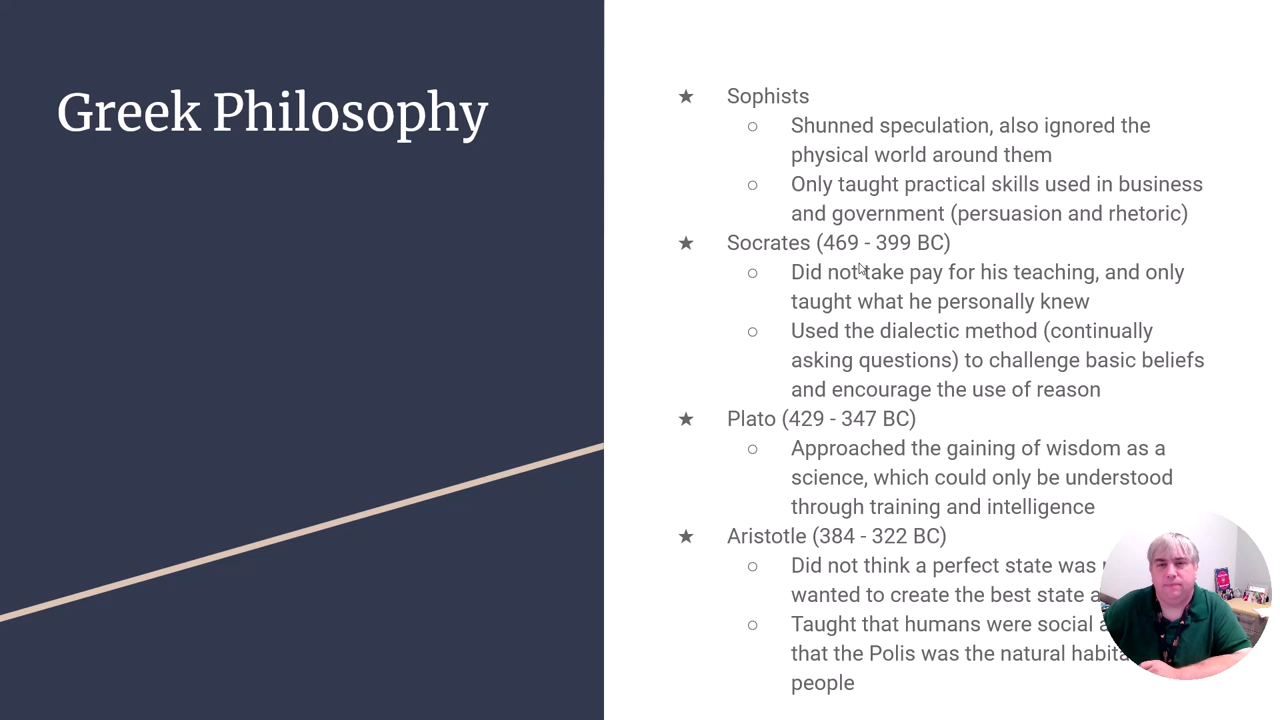 Greek Philosophy
★ Sophists
○ Shunned speculation, also ignored the
physical world around them
○ Only taught practical skills used in business
and government (persuasion and rhetoric)
★ Socrates (469 - 399 BC)
○ Did not take pay for his teaching, and only
taught what he personally knew
○ Used the dialectic method (continually
asking questions) to challenge basic beliefs
and encourage the use of reason
★ Plato (429 - 347 BC)
○ Approached the gaining of wisdom as a
science, which could only be understood
through training and intelligence
★ Aristotle (384 - 322 BC)
○ Did not think a perfect state was
wanted to create the best state
○ Taught that humans were social
that the Polis was the natural
people